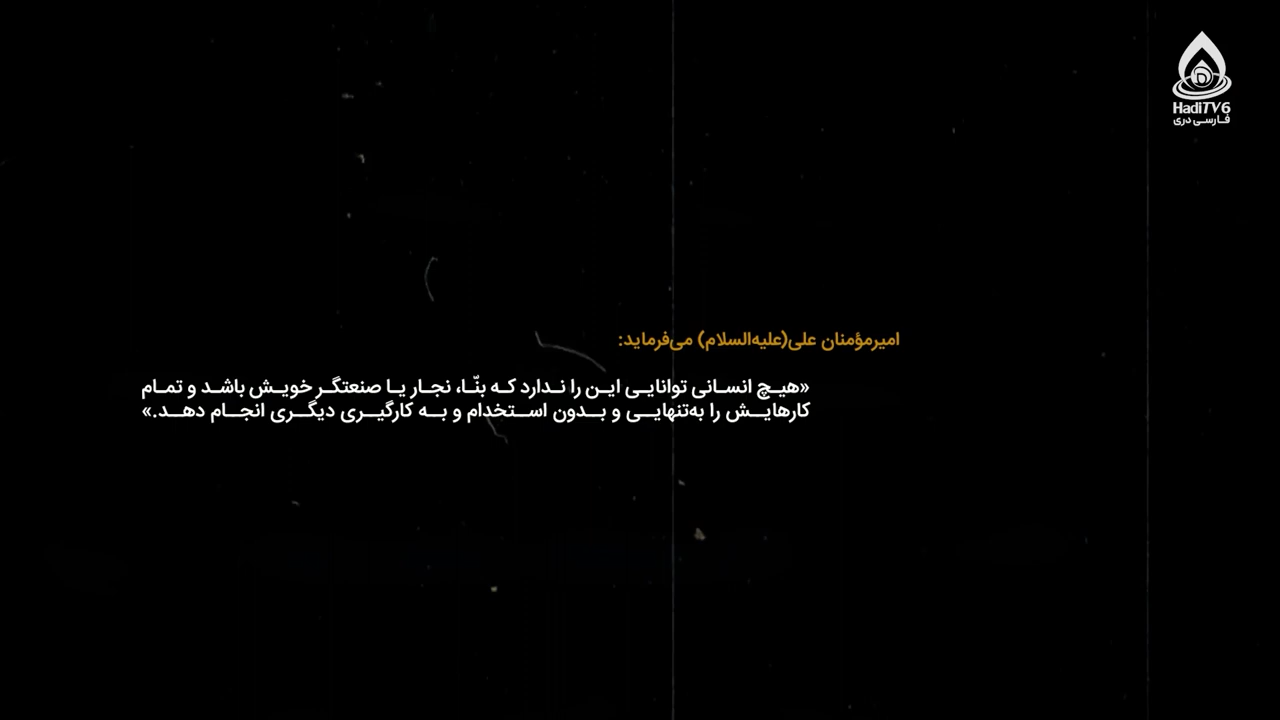 HadiTV6
فارسی دری
امیرمؤمنان علی(علیه‌السلام) می‌فرماید:
«هیچ انسانی توانایی این را ندارد که بنّا، نجار یا صنعتگر خویش باشد و تمام
کارهایش را به‌تنهایی و بدون استخدام و به کارگیری دیگری انجام دهد.»